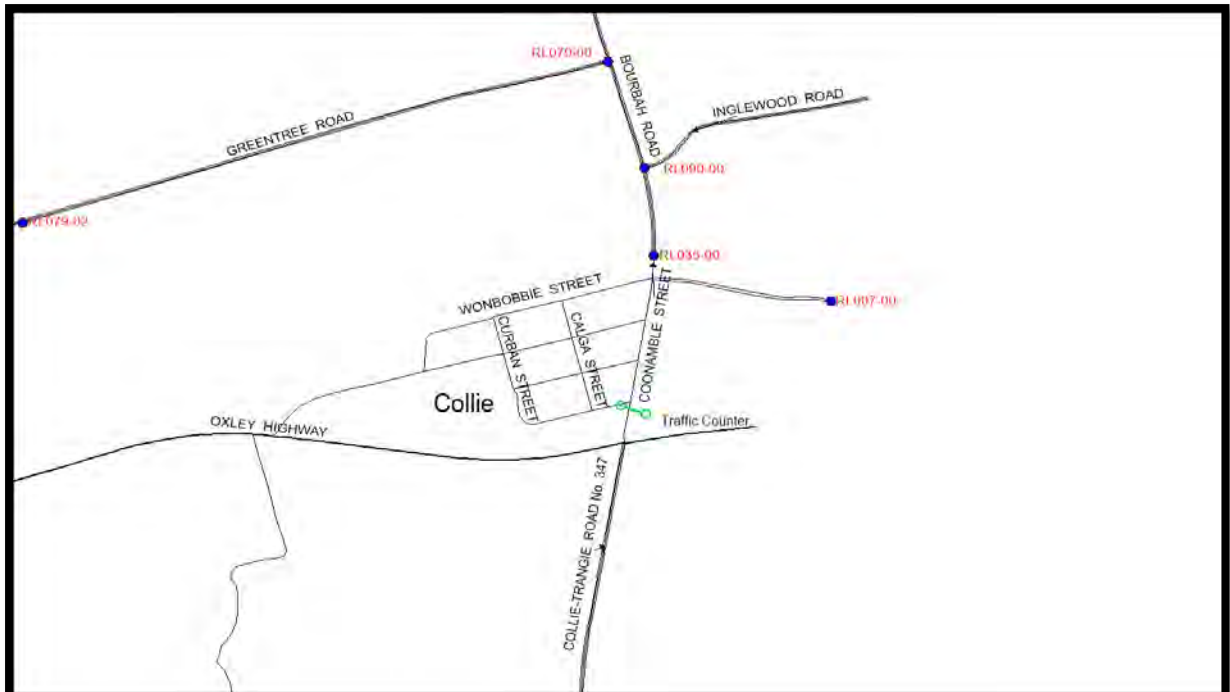 RL079-00
BOURBAH ROAD
INGLEWOOD ROAD
GREENTREE ROAD
RL090-00
RL079-02
RL035-00
WONBOBBIE STREET
RL007-00
COONAMBLE STREET
CALGA STREET
CURBAN STREET
Collie
Traffic Counter
OXLEY HIGHWAY
COLLIE-TRANGIE ROAD No. 347